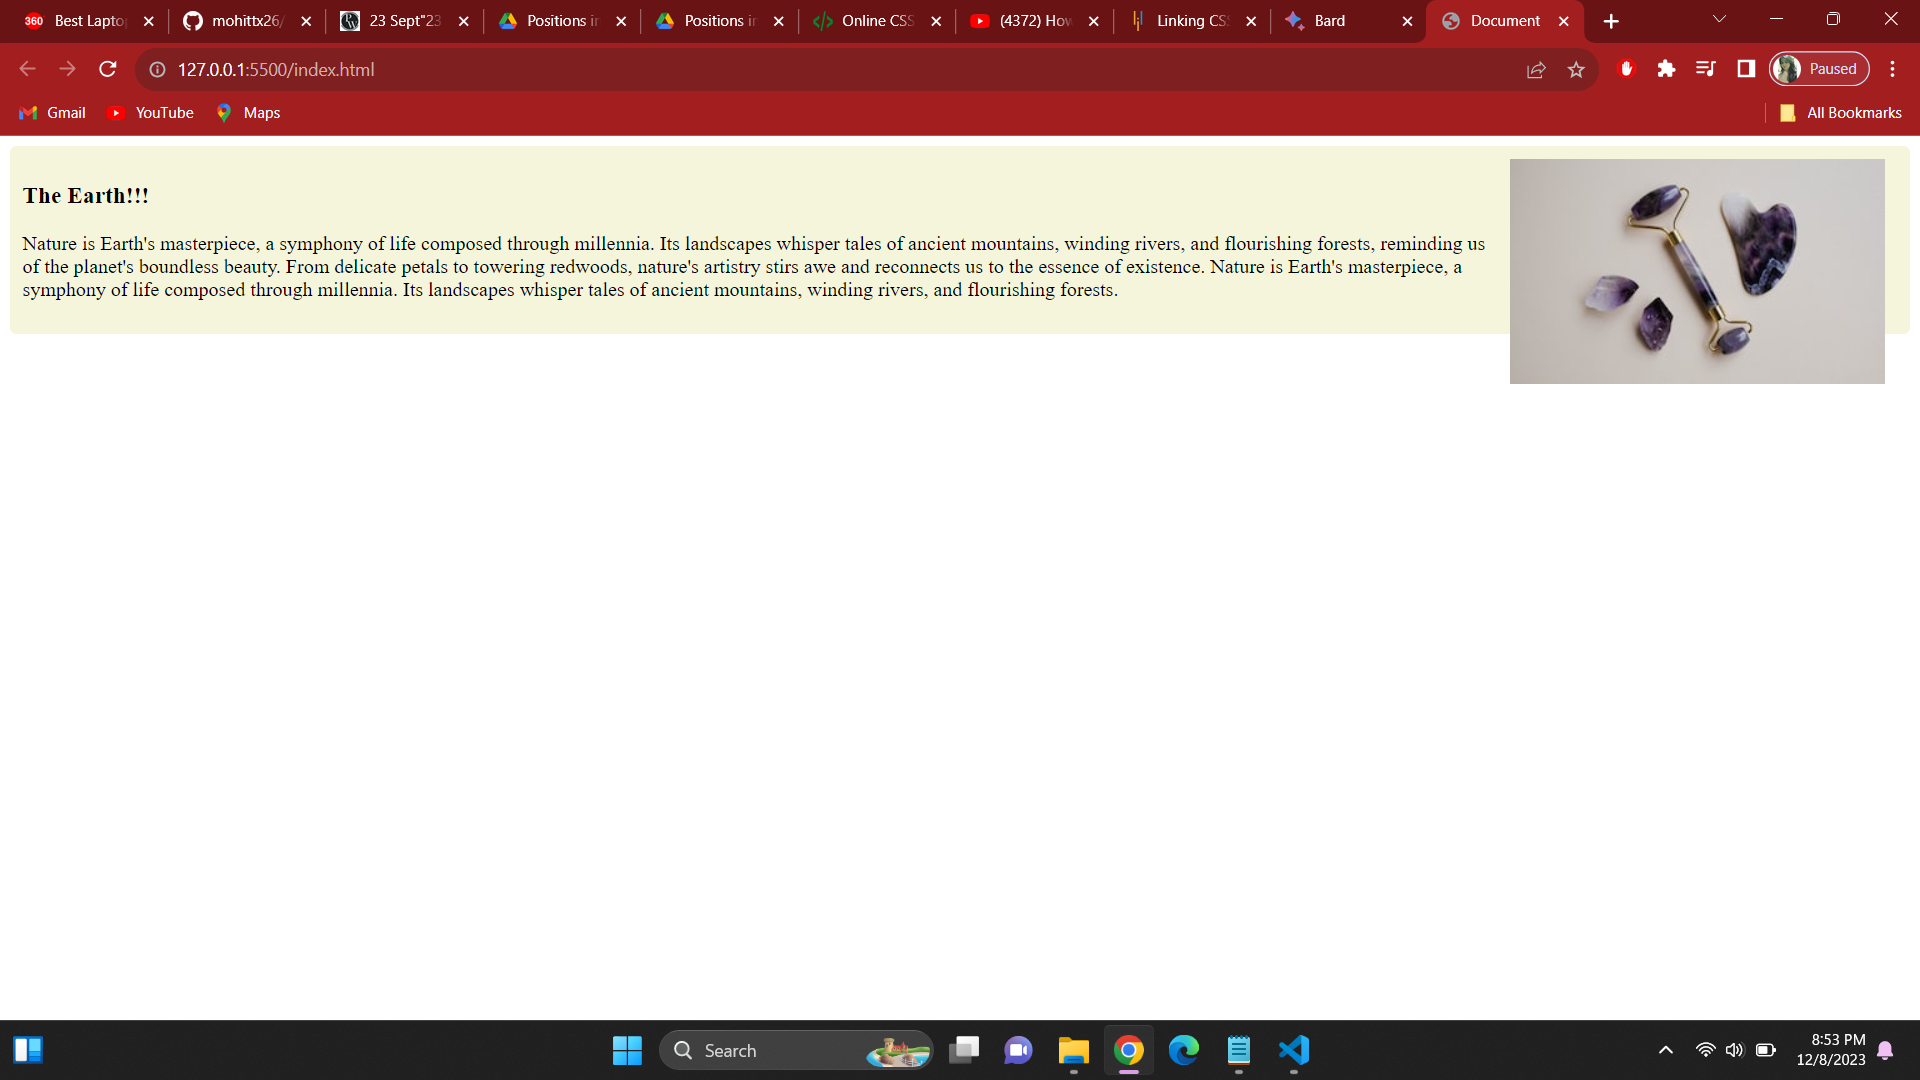 360 Best Lapto
mohittx26/
23 Sept"23
Positions in
Positions in
Online CSS
(4372) How
Linking CSS
Bard
Document
127.0.0.1:5500/index.html
Paused
Gmail
YouTube
Maps
All Bookmarks
The Earth!!!
Nature is Earth's masterpiece, a symphony of life composed through millennia. Its landscapes whisper tales of ancient mountains, winding rivers, and flourishing forests, reminding us
of the planet's boundless beauty. From delicate petals to towering redwoods, nature's artistry stirs awe and reconnects us to the essence of existence. Nature is Earth's masterpiece, a
symphony of life composed through millennia. Its landscapes whisper tales of ancient mountains, winding rivers, and flourishing forests.
Search
8:53 PM
12/8/2023